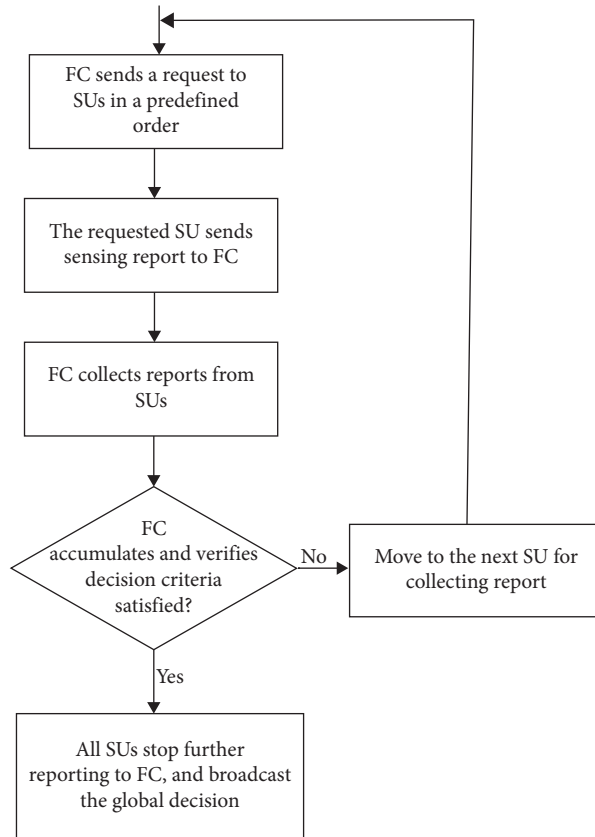 FC sends a request to
SUs in a predefined
order
The requested SU sends
sensing report to FC
FC collects reports from
SUs
FC
accumulates and verifies
decision criteria
satisfied?
No
Move to the next SU for
collecting report
Yes
All SUs stop further
reporting to FC, and broadcast
the global decision